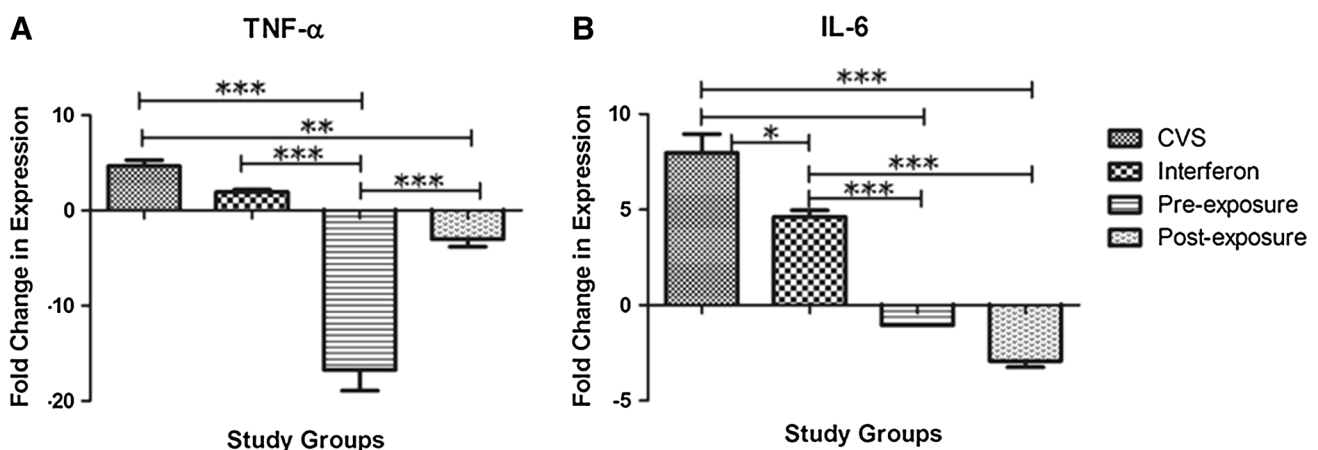 A
TNF-α
B
IL-6
Fold Change in Expression
10
0
-10
-20
***
**
***
***
Study Groups
Fold Change in Expression
10
5
0
-5
***
*
***
***
Study Groups
CVS
Interferon
Pre-exposure
Post-exposure